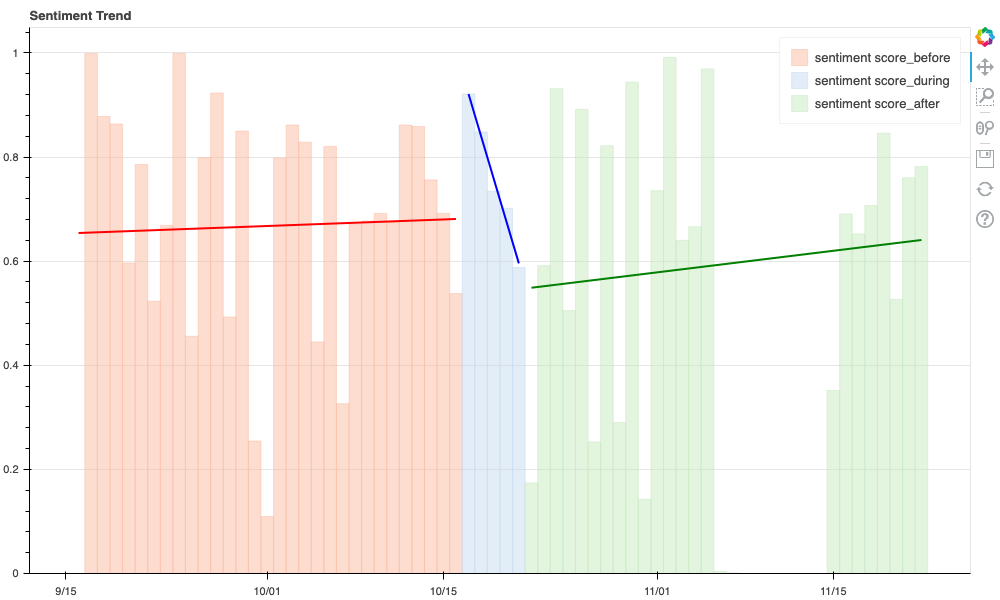 Sentiment Trend
sentiment score_before
sentiment score_during
sentiment score_after
1
0.8
0.6
0.4
0.2
0
9/15
10/01
10/15
11/01
11/15